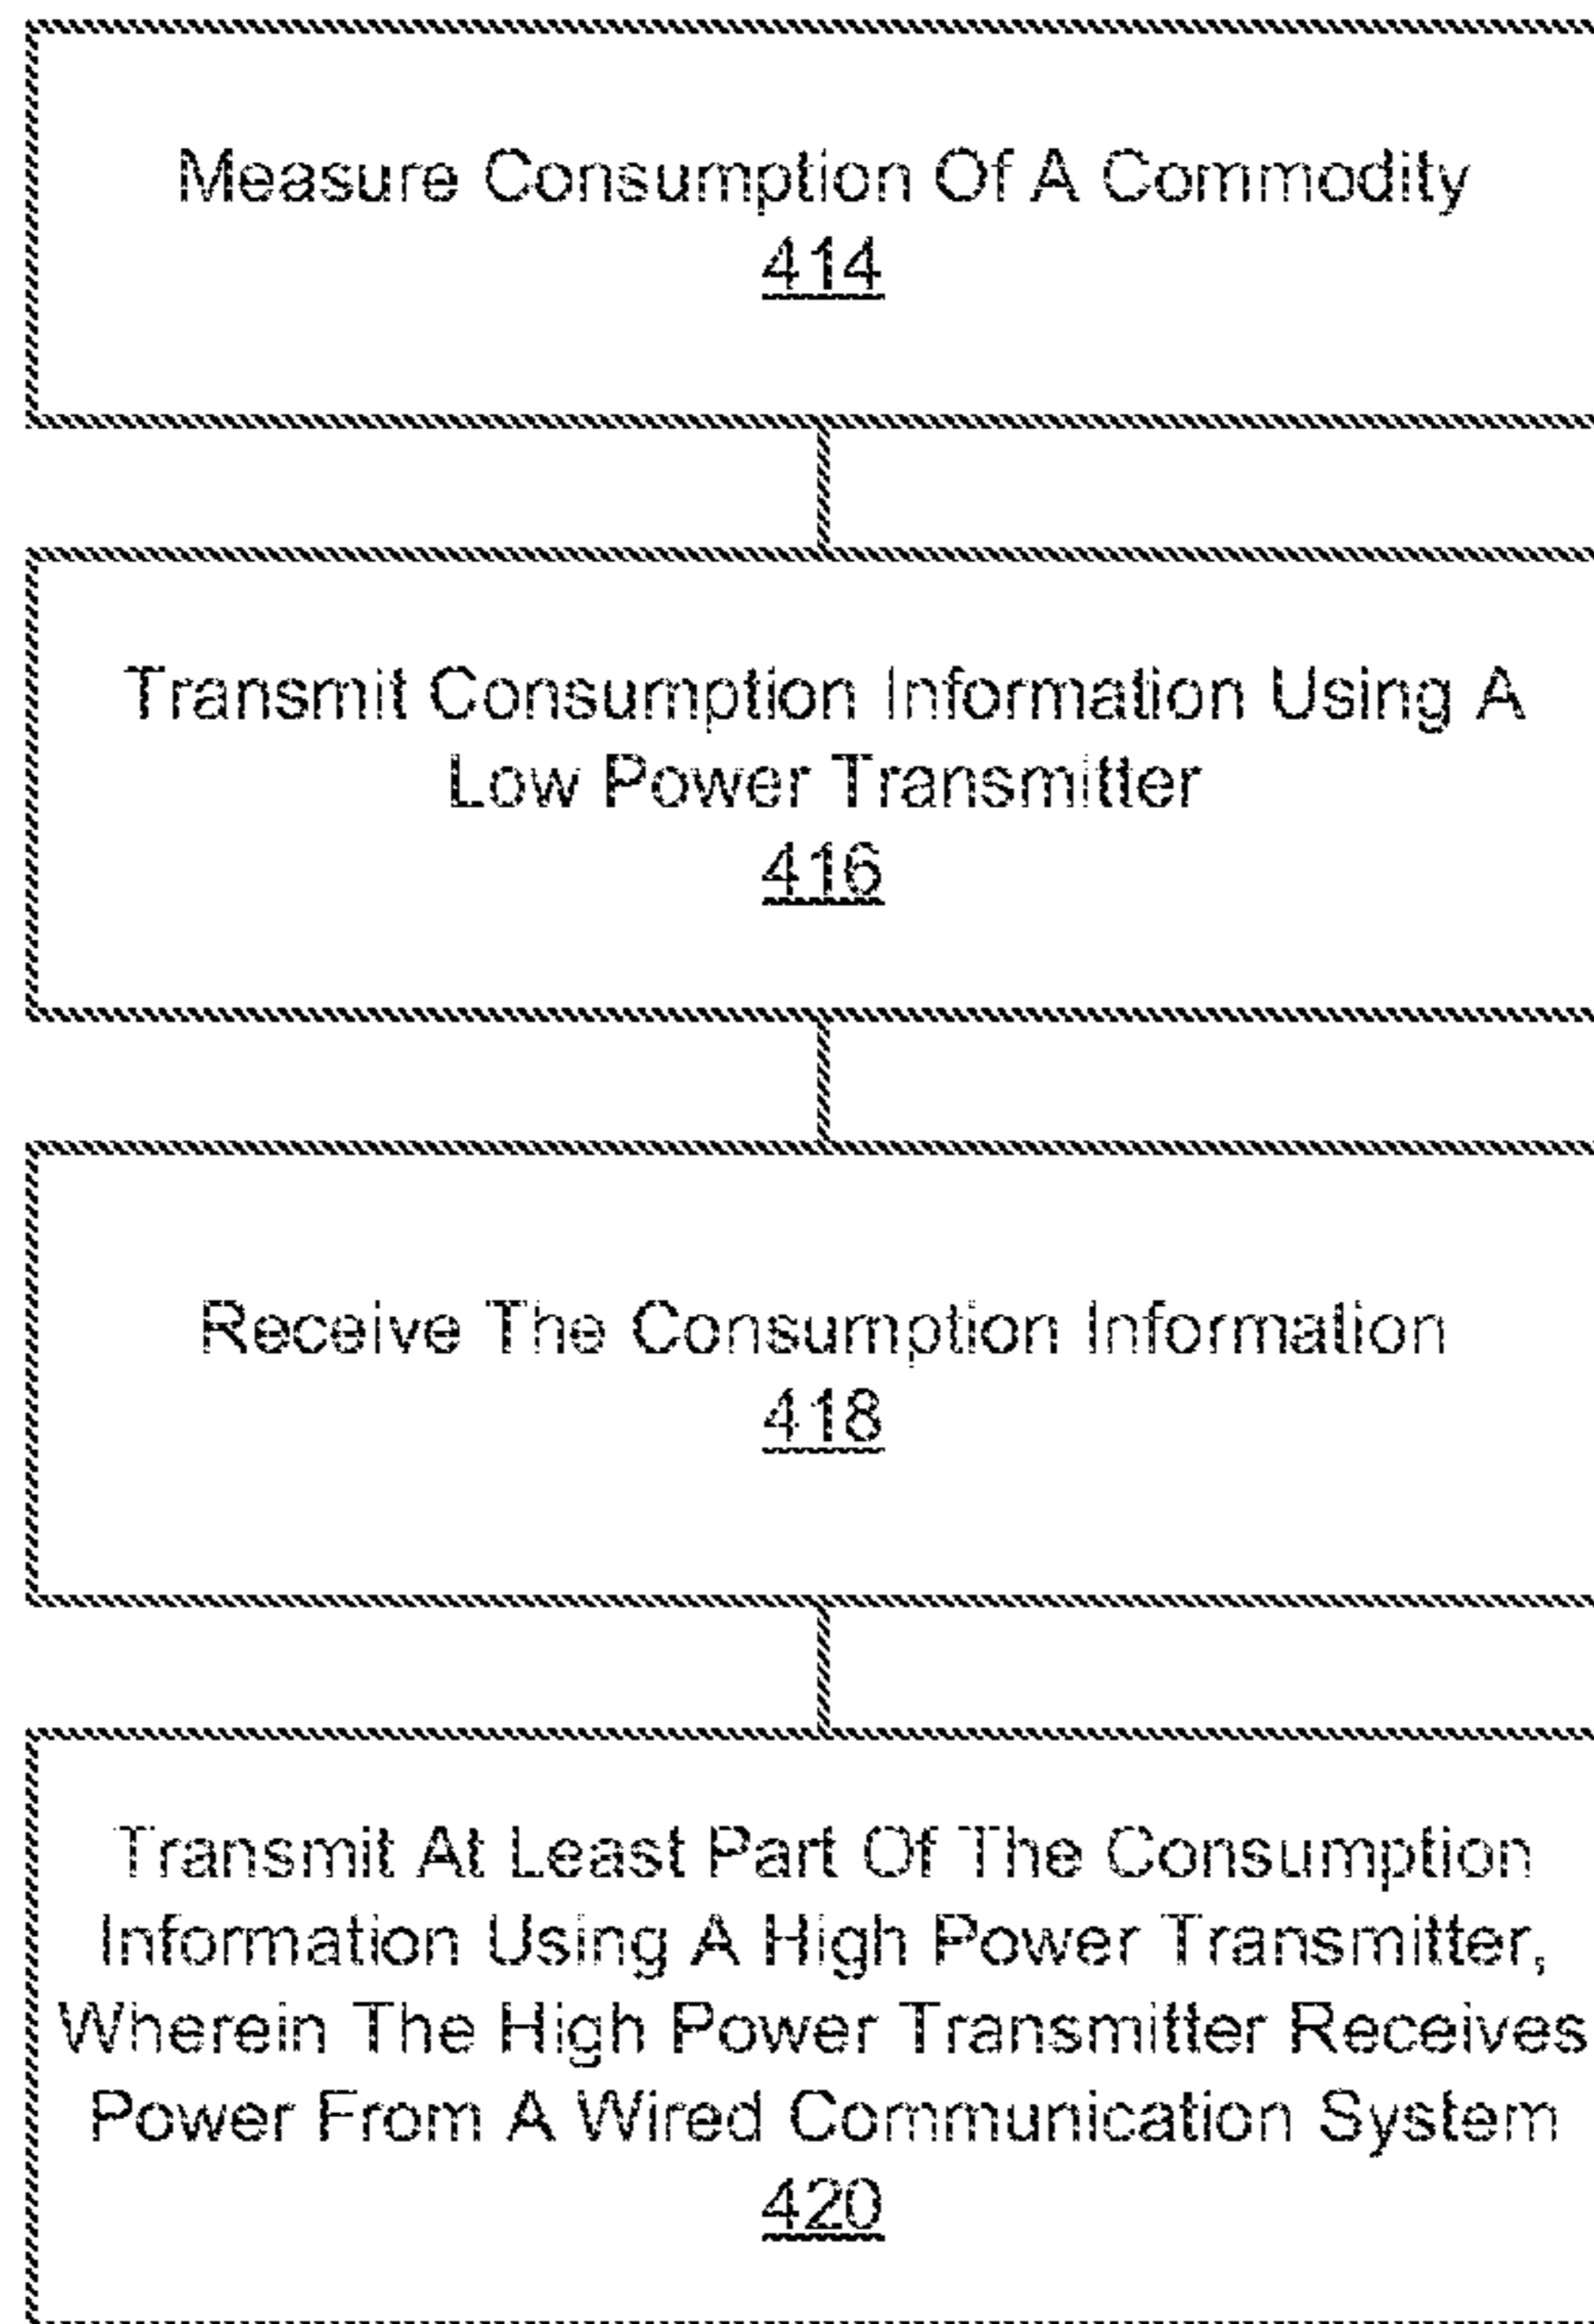 Measure Consumption Of A Commodity
414
Transmit Consumption Information Using A
Low Power Transmitter
416
Receive The Consumption Information
418
Transmit At Least Part Of The Consumption
Information Using A High Power Transmitter,
Wherein The High Power Transmitter Receives
Power From A Wired Communication System
420